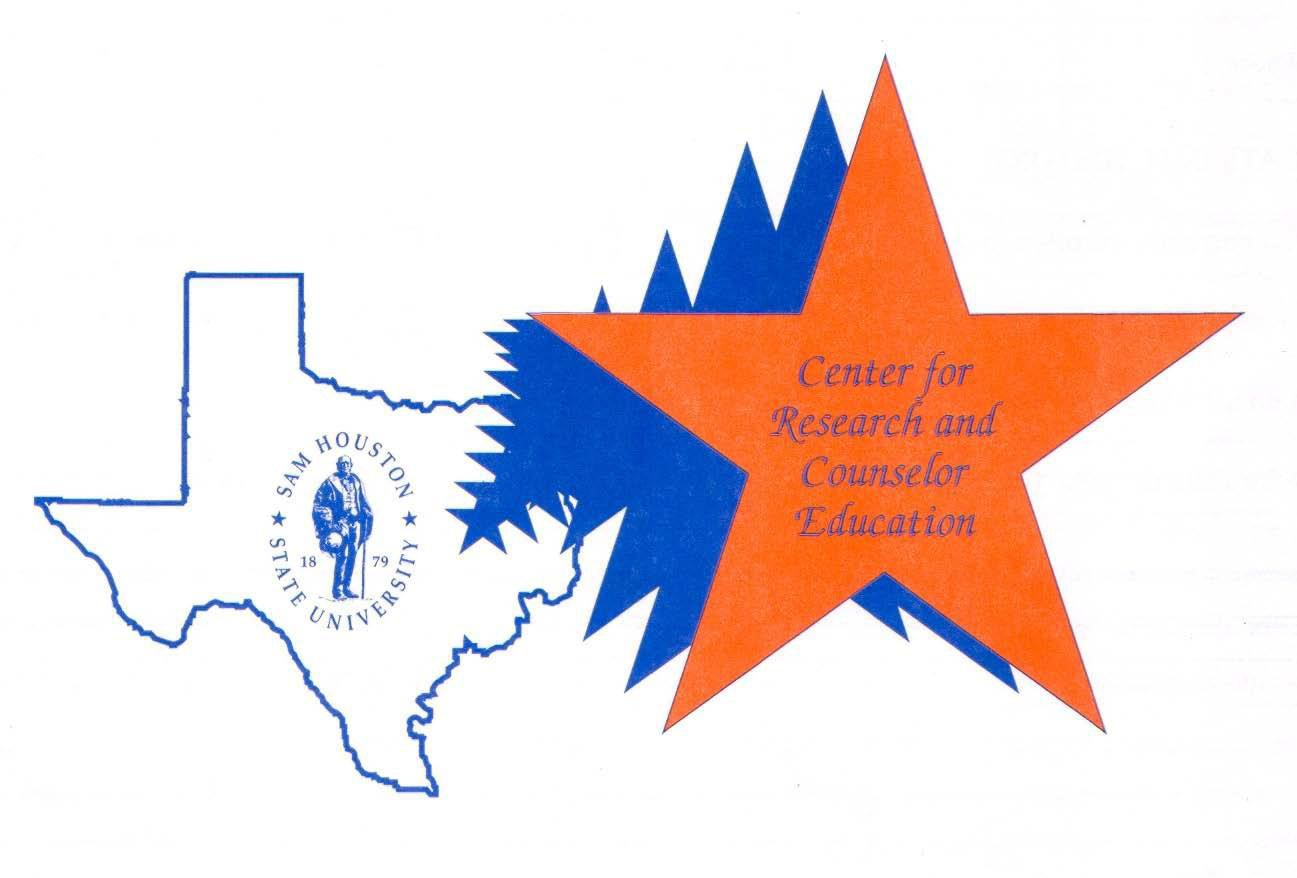 SAM HOUSTON
STATE UNIVERSITY
18 79
Center for
Research and
Counselor
Education